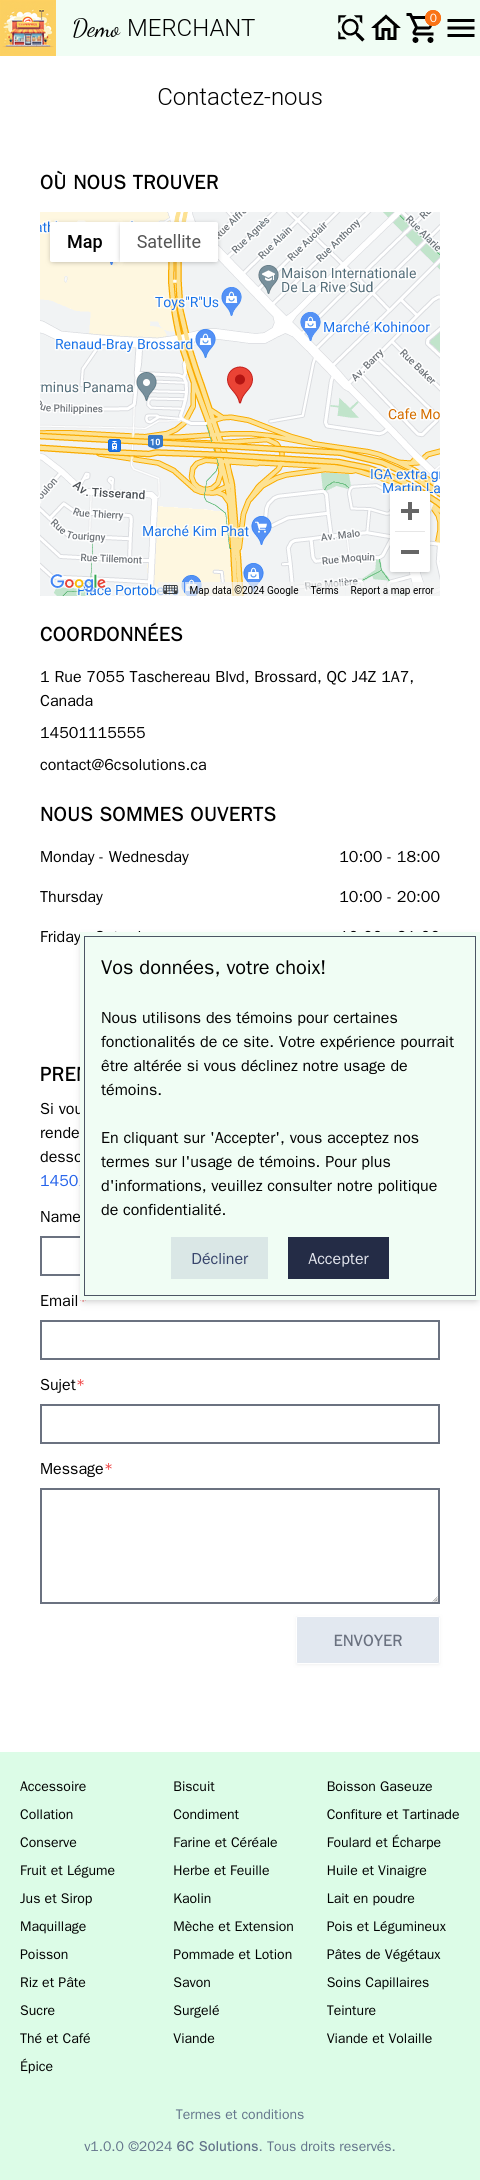 Demo MERCHANT
0
Contactez-nous
OÙ NOUS TROUVER
Map Satellite
Rue Agnès
Rue Alain
Rue Auclair
Rue Anthony
Rue Alarie
Maison Internationale
De La Rive Sud
Toys"R"Us
Marché Kohinoor
Renaud-Bray Brossard
Av. Barry
Rue Baker
minus Panama
Rue Philippines
Cafe Mo
10
IGA extra
Martin
Av. Tisserand
Rue Thierry
Rue Tourigny
Marché Kim Phat
Av. Malo
Rue Moquin
Rue Tillemont
Rue Molière
Google
Place
Map data ©2024 Google Terms Report a map error
COORDONNÉES
1 Rue 7055 Taschereau Blvd, Brossard, QC J4Z 1A7,
Canada
14501115555
contact@6csolutions.ca
NOUS SOMMES OUVERTS
Monday - Wednesday 10:00 - 18:00
Thursday 10:00 - 20:00
Friday
Vos données, votre choix!
Nous utilisons des témoins pour certaines
fonctionalités de ce site. Votre expérience pourrait
être altérée si vous déclinez notre usage de
témoins.
En cliquant sur 'Accepter', vous acceptez nos
termes sur l'usage de témoins. Pour plus
d'informations, veuillez consulter notre politique
de confidentialité.
Décliner Accepter
PREN
Si vou
rende
desso
1450
Name
Email
Sujet*
Message*
ENVOYER
Accessoire Biscuit Boisson Gaseuze
Collation Condiment Confiture et Tartinade
Conserve Farine et Céréale Foulard et Écharpe
Fruit et Légume Herbe et Feuille Huile et Vinaigre
Jus et Sirop Kaolin Lait en poudre
Maquillage Mèche et Extension Pois et Légumineux
Poisson Pommade et Lotion Pâtes de Végétaux
Riz et Pâte Savon Soins Capillaires
Sucre Surgelé Teinture
Thé et Café Viande Viande et Volaille
Épice
Termes et conditions
v1.0.0 ©2024 6C Solutions. Tous droits reservés.